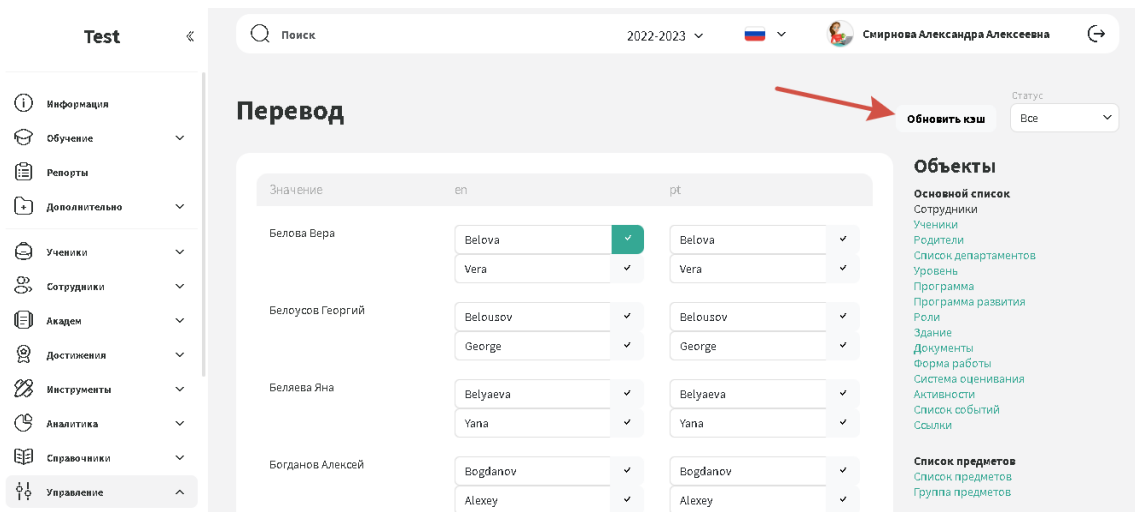 Test
«
Информация
Обучение
Репорты
Дополнительно
Ученики
Сотрудники
Академ
Достижения
Инструменты
Аналитика
Справочники
Управление
Поиск
2022-2023
Смирнова Александра Алексеевна
Перевод
Обновить кэш
Статус
Все
Значение en pt
Белова Вера
Belova Belova
Vera Vera
Белоусов Георгий
Belousov Belousov
George George
Беляева Яна
Belyaeva Belyaeva
Yana Yana
Богданов Алексей
Bogdanov Bogdanov
Alexey Alexey
Объекты
Основной список
Сотрудники
Ученики
Родители
Список департаментов
Уровень
Программа
Программа развития
Роли
Здание
Документы
Форма работы
Система оценивания
Активности
Список событий
Ссылки
Список предметов
Список предметов
Группа предметов